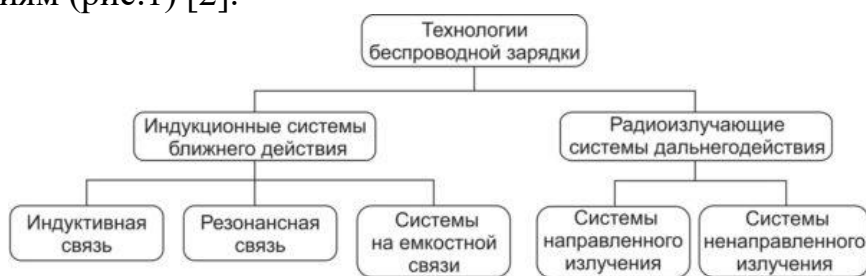 иям (рис.1) [2].
Технологии
беспроводной зарядки
Индукционные системы
ближнего действия
Радиоизлучающие
системы дальнегодействия
Индуктивная
связь
Резонансная
связь
Системы
на емкостной
связи
Системы
направленного
излучения
Системы
ненаправленного
излучения